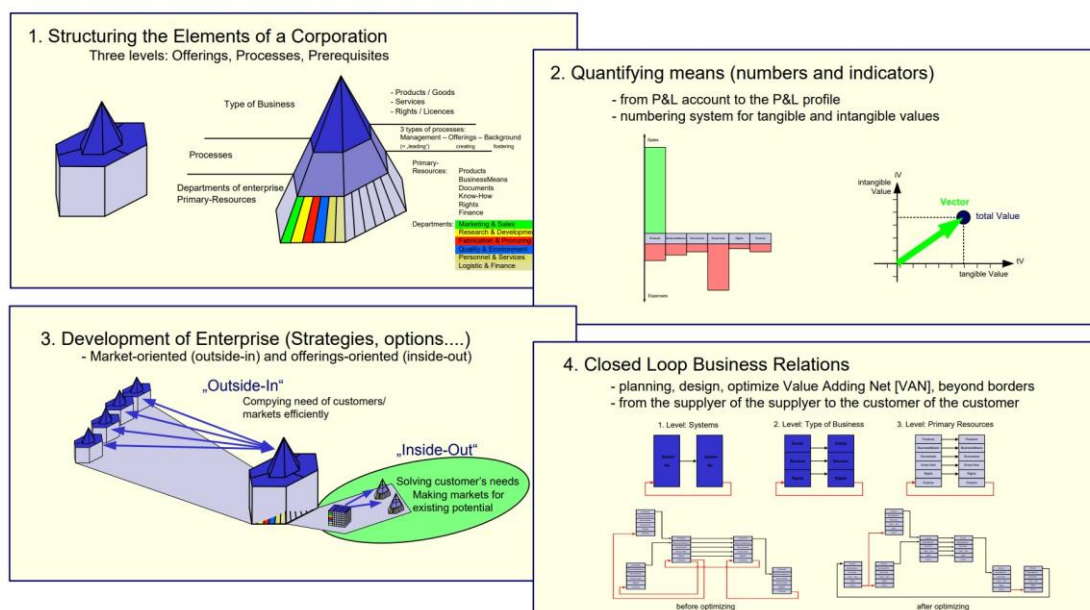 1. Structuring the Elements of a Corporation
Three levels: Offerings, Processes, Prerequisites
Type of Business
- Products / Goods
- Services
- Rights / Licences
3 types of processes:
Management – Offerings – Background
(= „leading“) creating fostering
Processes
Departments of enterprise
Primary-Resources
Primary-
Resources:
Products
BusinessMeans
Documents
Know-How
Rights
Finance
Departments:
Marketing & Sales
Research & Developmen
Fabrication & Procuring
Quality & Environment
Personnel & Services
Logistic & Finance
2. Quantifying means (numbers and indicators)
- from P&L account to the P&L profile
- numbering system for tangible and intangible values
Sales
Expenses
IV
intangible
Value
Vector
total Value
tV
tangible Value
3. Development of Enterprise (Strategies, options....)
- Market-oriented (outside-in) and offerings-oriented (inside-out)
„Outside-In“
Compying need of customers/
markets efficiently
„Inside-Out“
Solving customer's needs
Making markets for
existing potential
4. Closed Loop Business Relations
- planning, design, optimize Value Adding Net [VAN], beyond borders
- from the supplyer of the supplyer to the customer of the customer
1. Level: Systems
2. Level: Type of Business
3. Level: Primary Resources
before optimizing
after optimizing